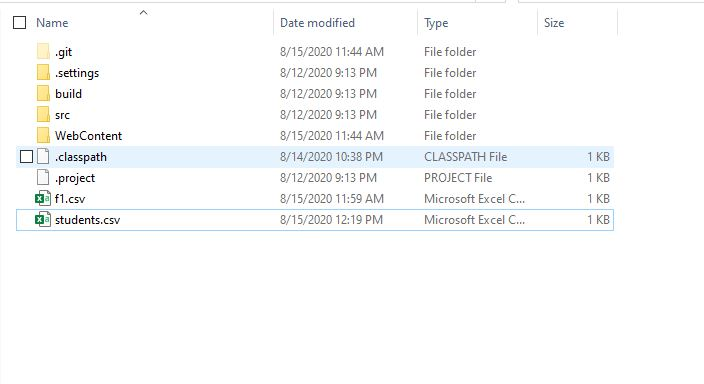 Name Date modified Type Size
.git 8/15/2020 11:44 AM File folder
.settings 8/12/2020 9:13 PM File folder
build 8/12/2020 9:13 PM File folder
src 8/12/2020 9:13 PM File folder
WebContent 8/15/2020 11:44 AM File folder
.classpath 8/14/2020 10:38 PM CLASSPATH File 1 KB
.project 8/12/2020 9:13 PM PROJECT File 1 KB
f1.csv 8/15/2020 11:59 AM Microsoft Excel C... 1 KB
students.csv 8/15/2020 12:19 PM Microsoft Excel C... 1 KB